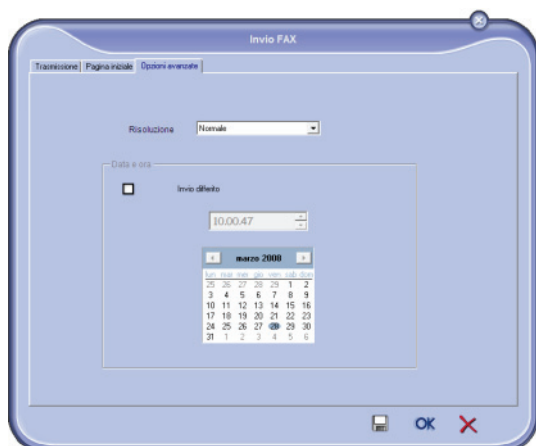 Invio FAX
Trasmissione Pagina iniziale Opzioni avanzate
Risoluzione Normale
Data e ora
Invio differito
10.00.47
marzo 2008
lun mar mer gio ven sab dom
25 26 27 28 29 1 2
3 4 5 6 7 8 9
10 11 12 13 14 15 16
17 18 19 20 21 22 23
24 25 26 27 28 29 30
31 1 2 3 4 5 6
OK